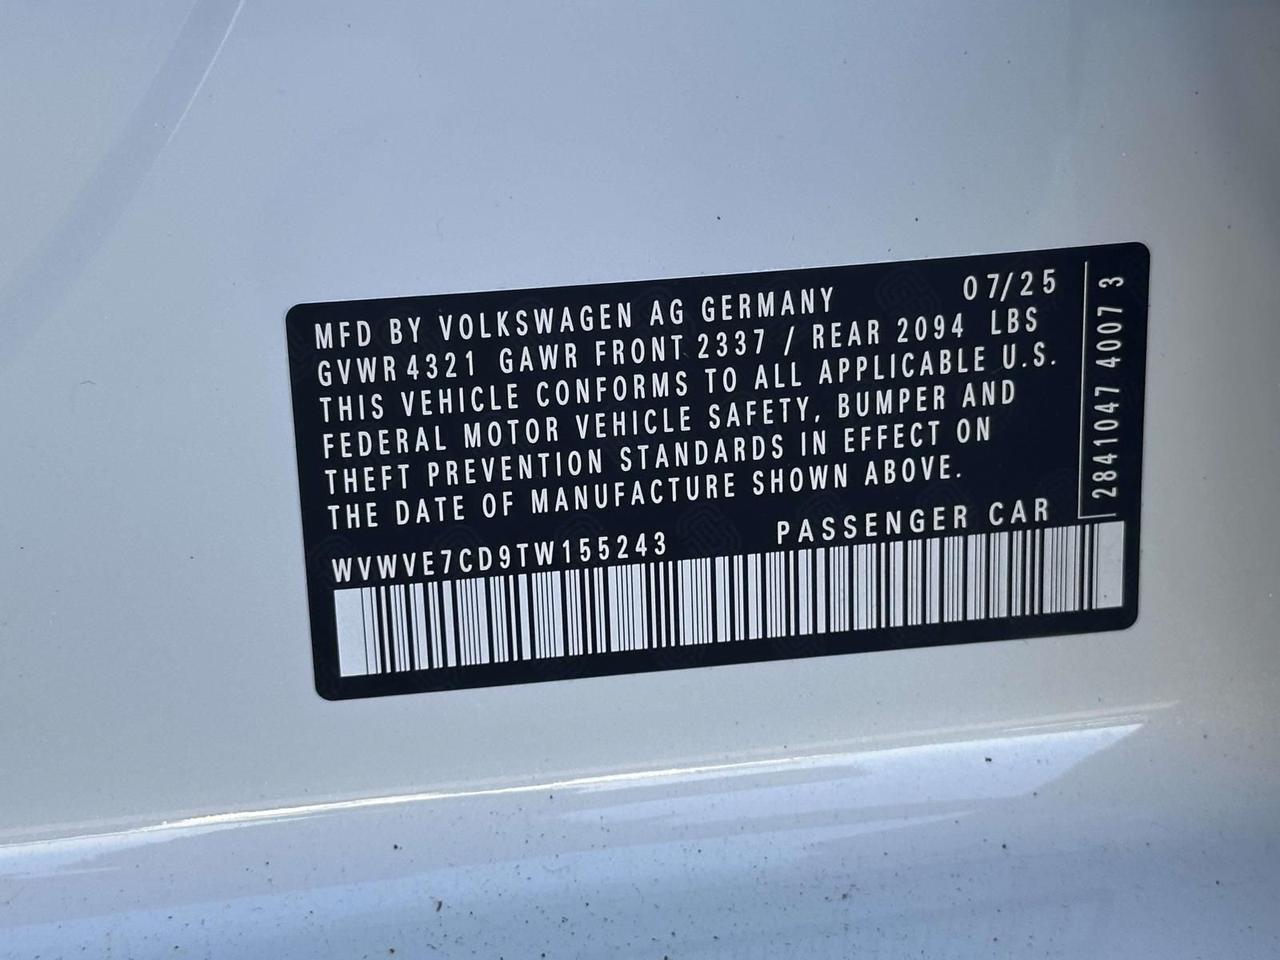 MFD BY VOLKSWAGEN AG GERMANY 07/25
GVWR 4321 GAWR FRONT 2337 / REAR 2094 LBS
THIS VEHICLE CONFORMS TO ALL APPLICABLE U.S.
FEDERAL MOTOR VEHICLE SAFETY, BUMPER AND
THEFT PREVENTION STANDARDS IN EFFECT ON
THE DATE OF MANUFACTURE SHOWN ABOVE.
WVWVE7CD9TW155243 PASSENGER CAR
2841047 4007 3